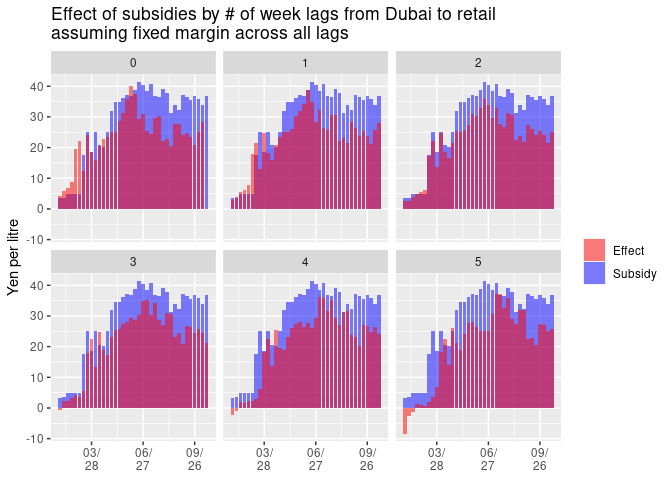 Effect of subsidies by # of week lags from Dubai to retail
assuming fixed margin across all lags
0 1 2
40
30
20
10
0
-10
Yen per litre
Effect
Subsidy
3 4 5
40
30
20
10
0
-10
03/ 06/ 09/ 03/ 06/ 09/ 03/ 06/ 09/
28 27 26 28 27 26 28 27 26